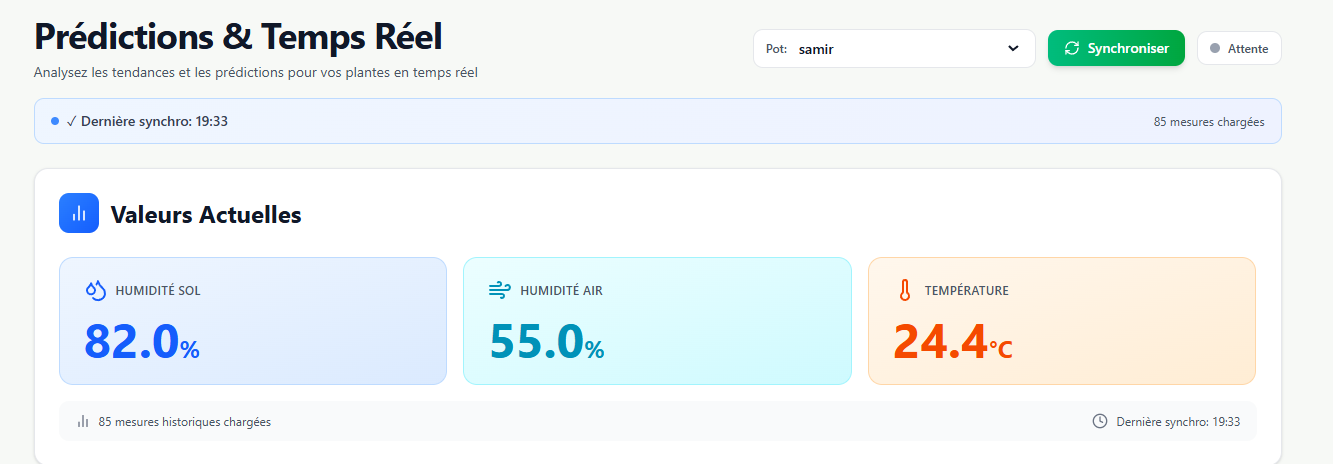 Prédictions & Temps Réel
Analysez les tendances et les prédictions pour vos plantes en temps réel
Pot: samir
Synchroniser
Attente
✓ Dernière synchro: 19:33
85 mesures chargées
Valeurs Actuelles
HUMIDITÉ SOL
82.0%
HUMIDITÉ AIR
55.0%
TEMPÉRATURE
24.4°C
85 mesures historiques chargées
Dernière synchro: 19:33